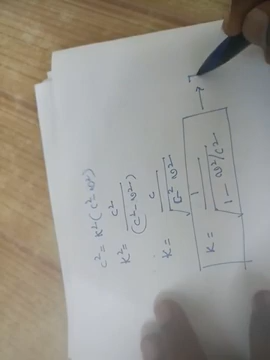 c² = K² (c² - v²)
K² = c² / (c² - v²)
K = c / √(c² - v²)
K = 1 / √(1 - v²/c²) →